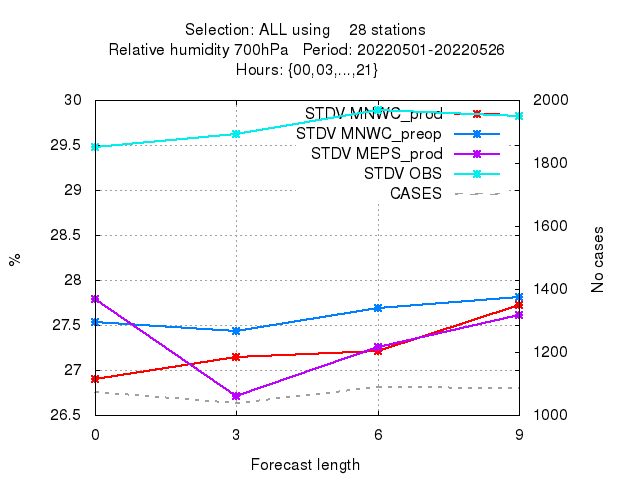 Selection: ALL using    28 stations
Relative humidity 700hPa   Period: 20220501-20220526
Hours: {00,03,...,21}
30
29.5
29
28.5
28
27.5
27
26.5
2000
1800
1600
1400
1200
1000
STDV MNWC_prod
STDV MNWC_preop
STDV MEPS_prod
STDV OBS
CASES
%
No cases
0 3 6 9
Forecast length